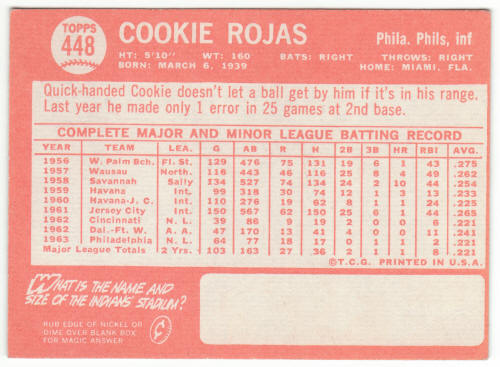 TOPPS
448
COOKIE ROJAS
Phila. Phils, inf
HT: 5'10" WT: 160 BATS: RIGHT THROWS: RIGHT
BORN: MARCH 6, 1939 HOME: MIAMI, FLA.
Quick-handed Cookie doesn't let a ball get by him if it's in his range.
Last year he made only 1 error in 25 games at 2nd base.
COMPLETE MAJOR AND MINOR LEAGUE BATTING RECORD
YEAR TEAM LEA. G AB R H 2B 3B HR RBI AVG.
1956 W. Palm Bch. Fl. St. 129 476 75 131 19 6 1 43 .275
1957 Wausau North. 116 443 46 116 25 8 4 49 .262
1958 Savannah Sally 134 527 74 134 24 2 10 44 .254
1959 Havana Int. 99 318 30 74 12 1 3 13 .233
1960 Havana-J. C. Int. 110 276 19 62 8 1 1 24 .225
1961 Jersey City Int. 150 567 62 150 25 6 1 44 .265
1962 Cincinnati N. L. 39 86 9 19 2 0 0 6 .221
1962 Dal.-Ft. W. A. A. 47 170 13 41 5 4 0 11 .241
1963 Philadelphia N. L. 64 77 18 17 0 1 1 2 .221
Major League Totals 2 Yrs. 103 163 27 36 2 1 1 8 .221
©T.C.G. PRINTED IN U.S.A.
WHAT IS THE NAME AND
SIZE OF THE INDIANS' STADIUM?
RUB EDGE OF NICKEL OR
DIME OVER BLANK BOX
FOR MAGIC ANSWER